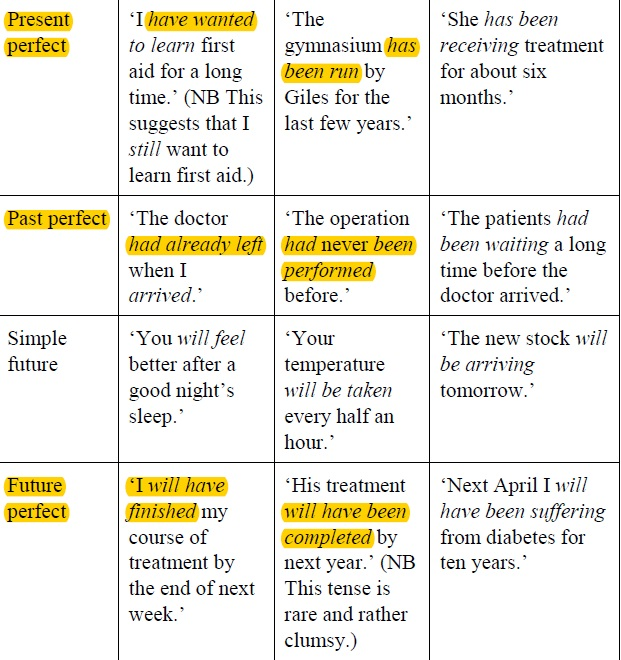 Present
perfect
‘I have wanted
to learn first
aid for a long
time.’ (NB This
suggests that I
still want to
learn first aid.)
‘The
gymnasium has
been run by
Giles for the
last few years.’
‘She has been
receiving treatment
for about six
months.’
Past perfect
‘The doctor
had already left
when I
arrived.’
‘The operation
had never been
performed
before.’
‘The patients had
been waiting a long
time before the
doctor arrived.’
Simple
future
‘You will feel
better after a
good night’s
sleep.’
‘Your
temperature
will be taken
every half an
hour.’
‘The new stock will
be arriving
tomorrow.’
Future
perfect
‘I will have
finished my
course of
treatment by
the end of next
week.’
‘His treatment
will have been
completed by
next year.’ (NB
This tense is
rare and rather
clumsy.)
‘Next April I will
have been suffering
from diabetes for
ten years.’